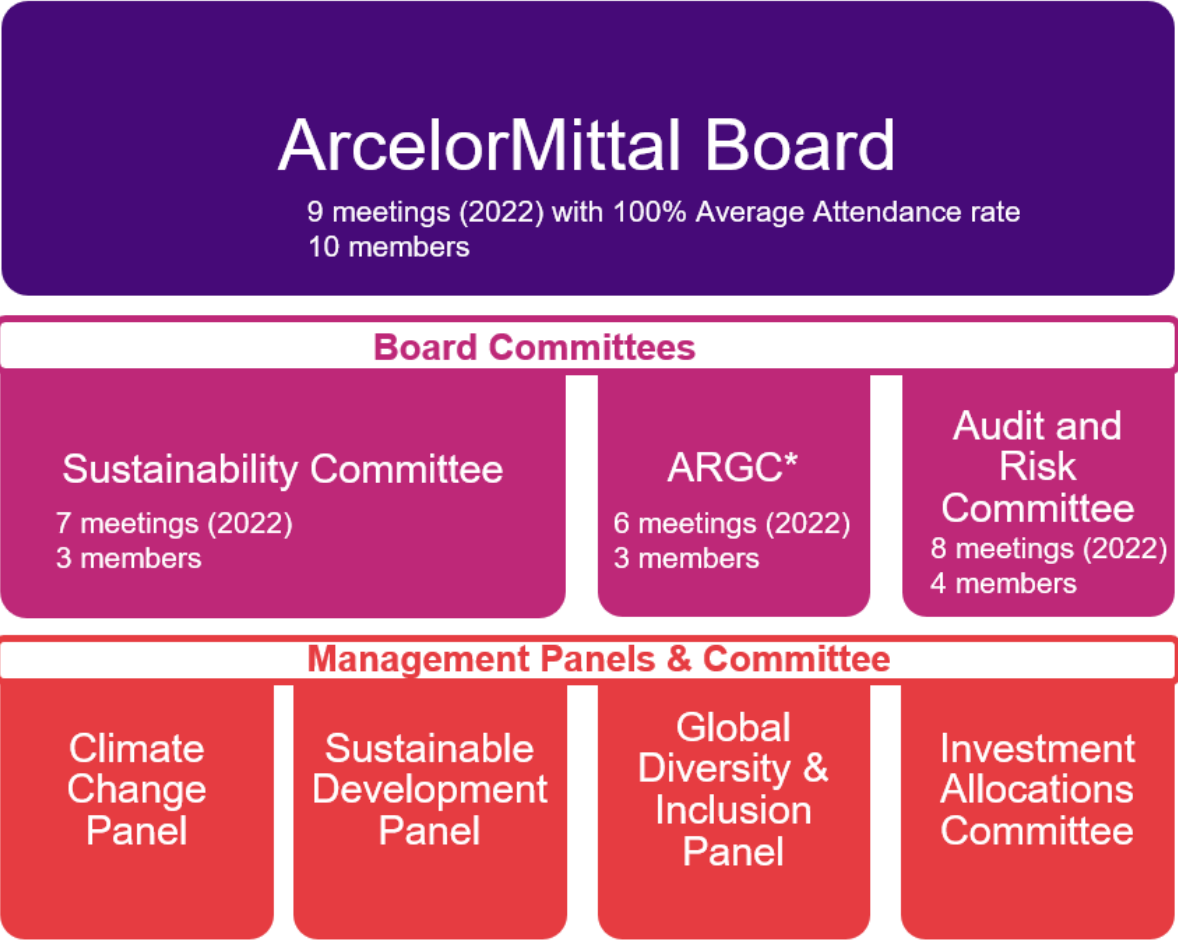 ArcelorMittal Board
9 meetings (2022) with 100% Average Attendance rate
10 members
Board Committees
Sustainability Committee
7 meetings (2022)
3 members
ARGC*
6 meetings (2022)
3 members
Audit and
Risk
Committee
8 meetings (2022)
4 members
Management Panels & Committee
Climate
Change
Panel
Sustainable
Development
Panel
Global
Diversity &
Inclusion
Panel
Investment
Allocations
Committee